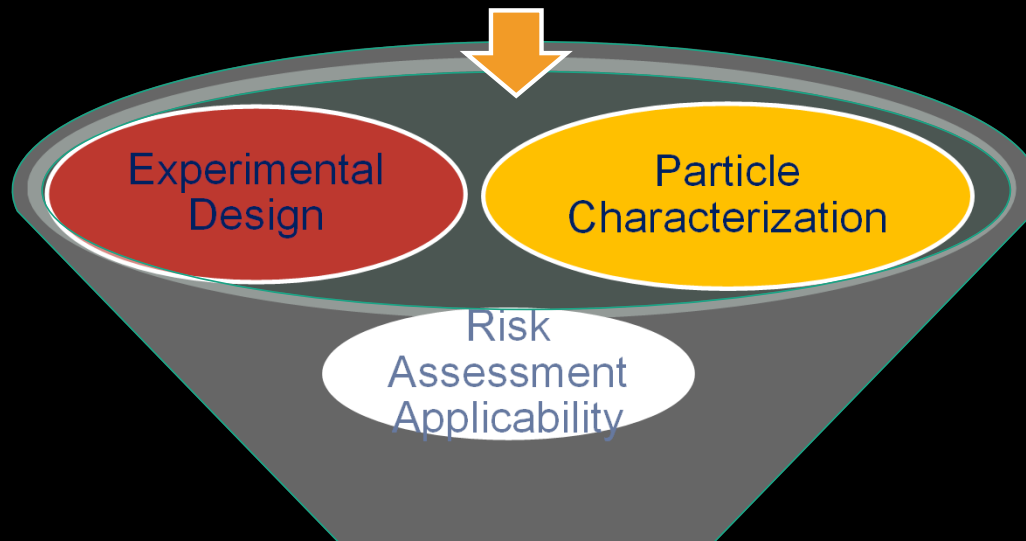 Experimental
Design
Particle
Characterization
Risk
Assessment
Applicability